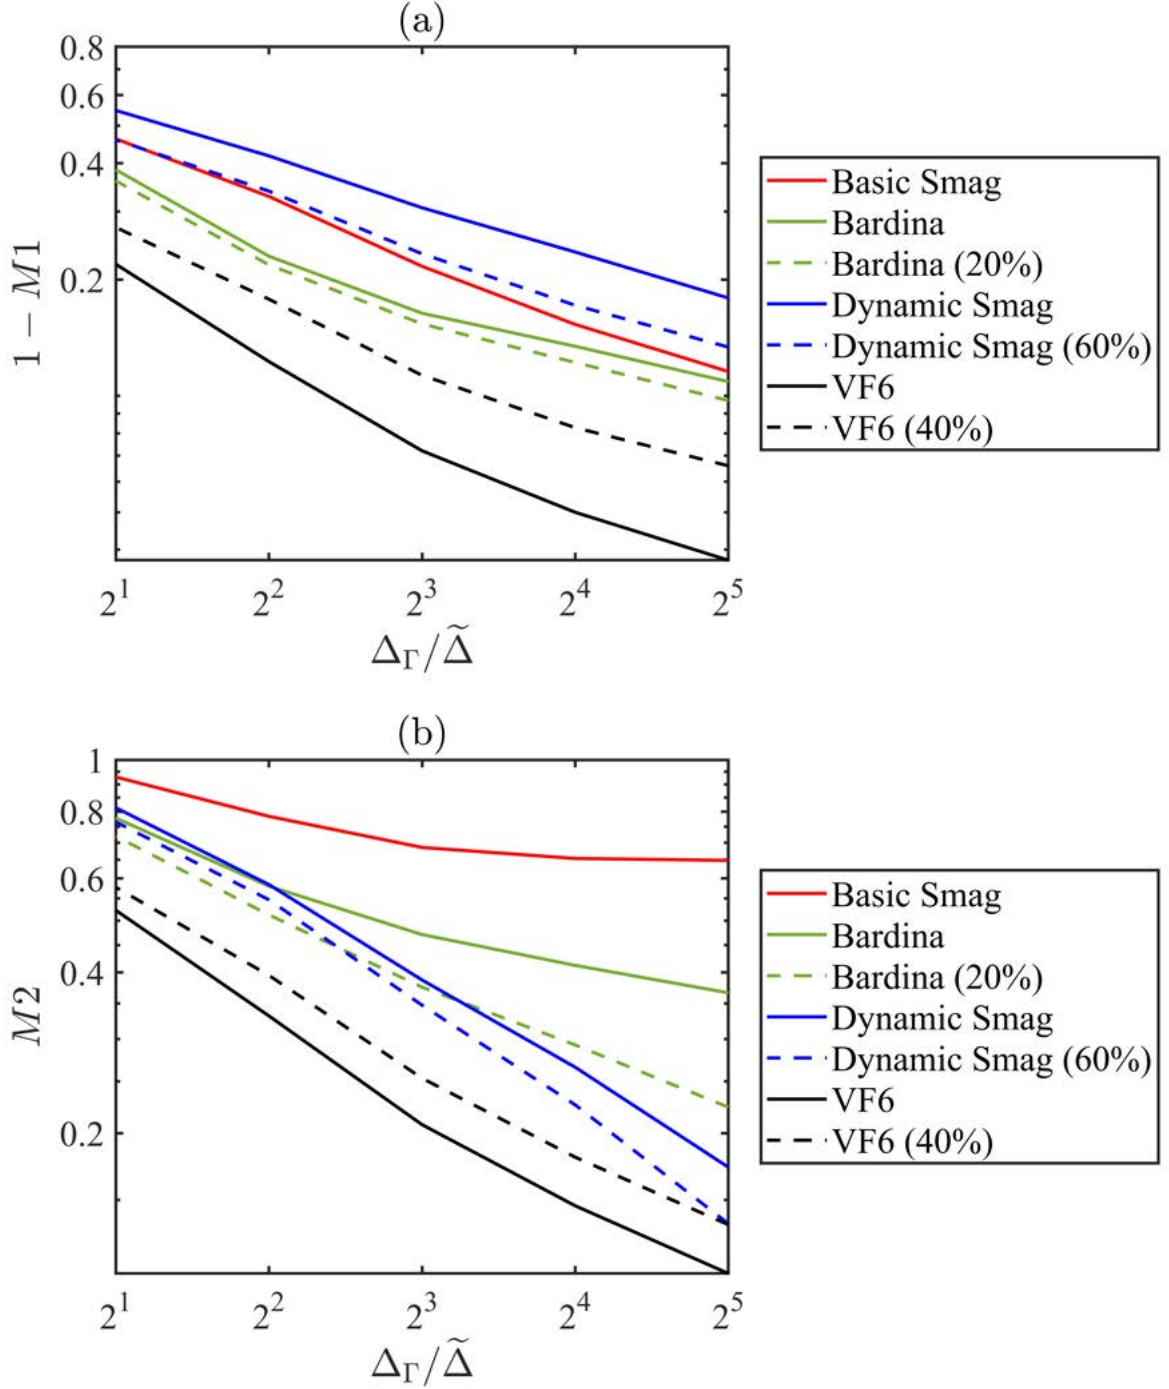 (a)
0.8
0.6
0.4
0.2
1 − M1
2^1 2^2 2^3 2^4 2^5
Δ_Γ/Δ̃
Basic Smag
Bardina
Bardina (20%)
Dynamic Smag
Dynamic Smag (60%)
VF6
VF6 (40%)
(b)
1
0.8
0.6
0.4
0.2
M2
2^1 2^2 2^3 2^4 2^5
Δ_Γ/Δ̃
Basic Smag
Bardina
Bardina (20%)
Dynamic Smag
Dynamic Smag (60%)
VF6
VF6 (40%)